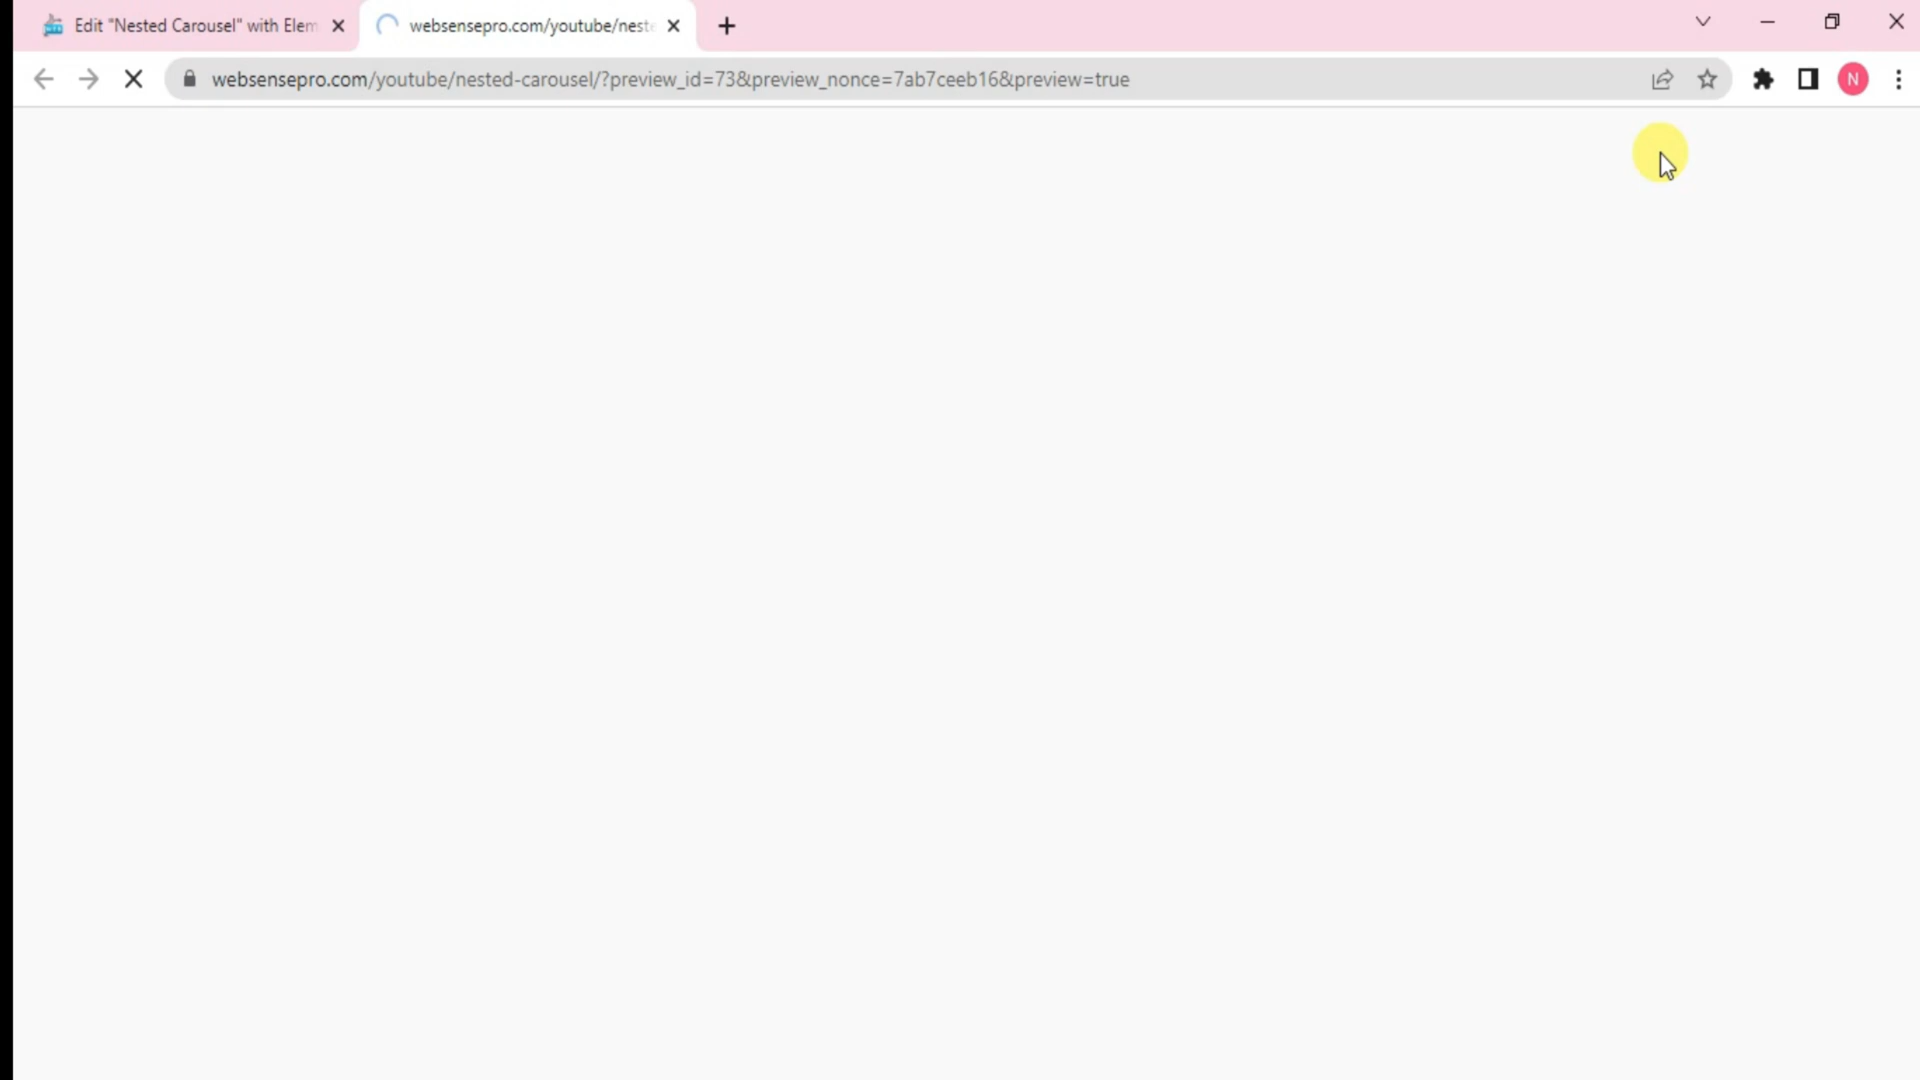 Edit "Nested Carousel" with Elem
websensepro.com/youtube/neste
websensepro.com/youtube/nested-carousel/?preview_id=73&preview_nonce=7ab7ceeb16&preview=true
N